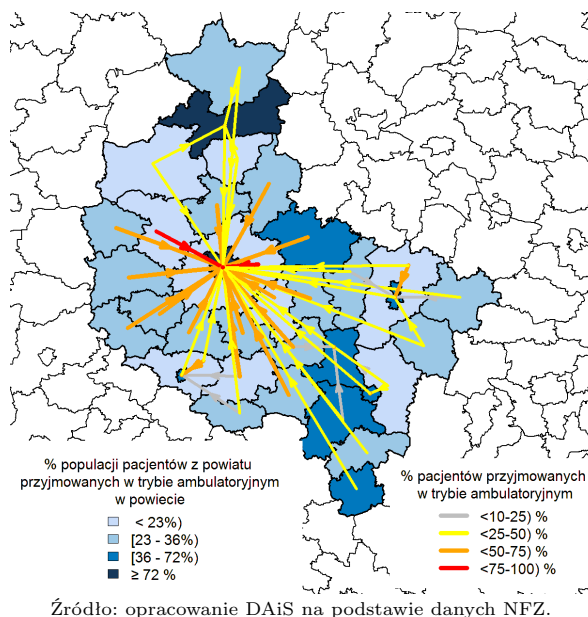 % populacji pacjentów z powiatu
przyjmowanych w trybie ambulatoryjnym
w powiecie
< 23%)
[23 - 36%)
[36 - 72%)
≥ 72 %
% pacjentów przyjmowanych
w trybie ambulatoryjnym
<10-25) %
<25-50) %
<50-75) %
<75-100) %
Źródło: opracowanie DAiS na podstawie danych NFZ.